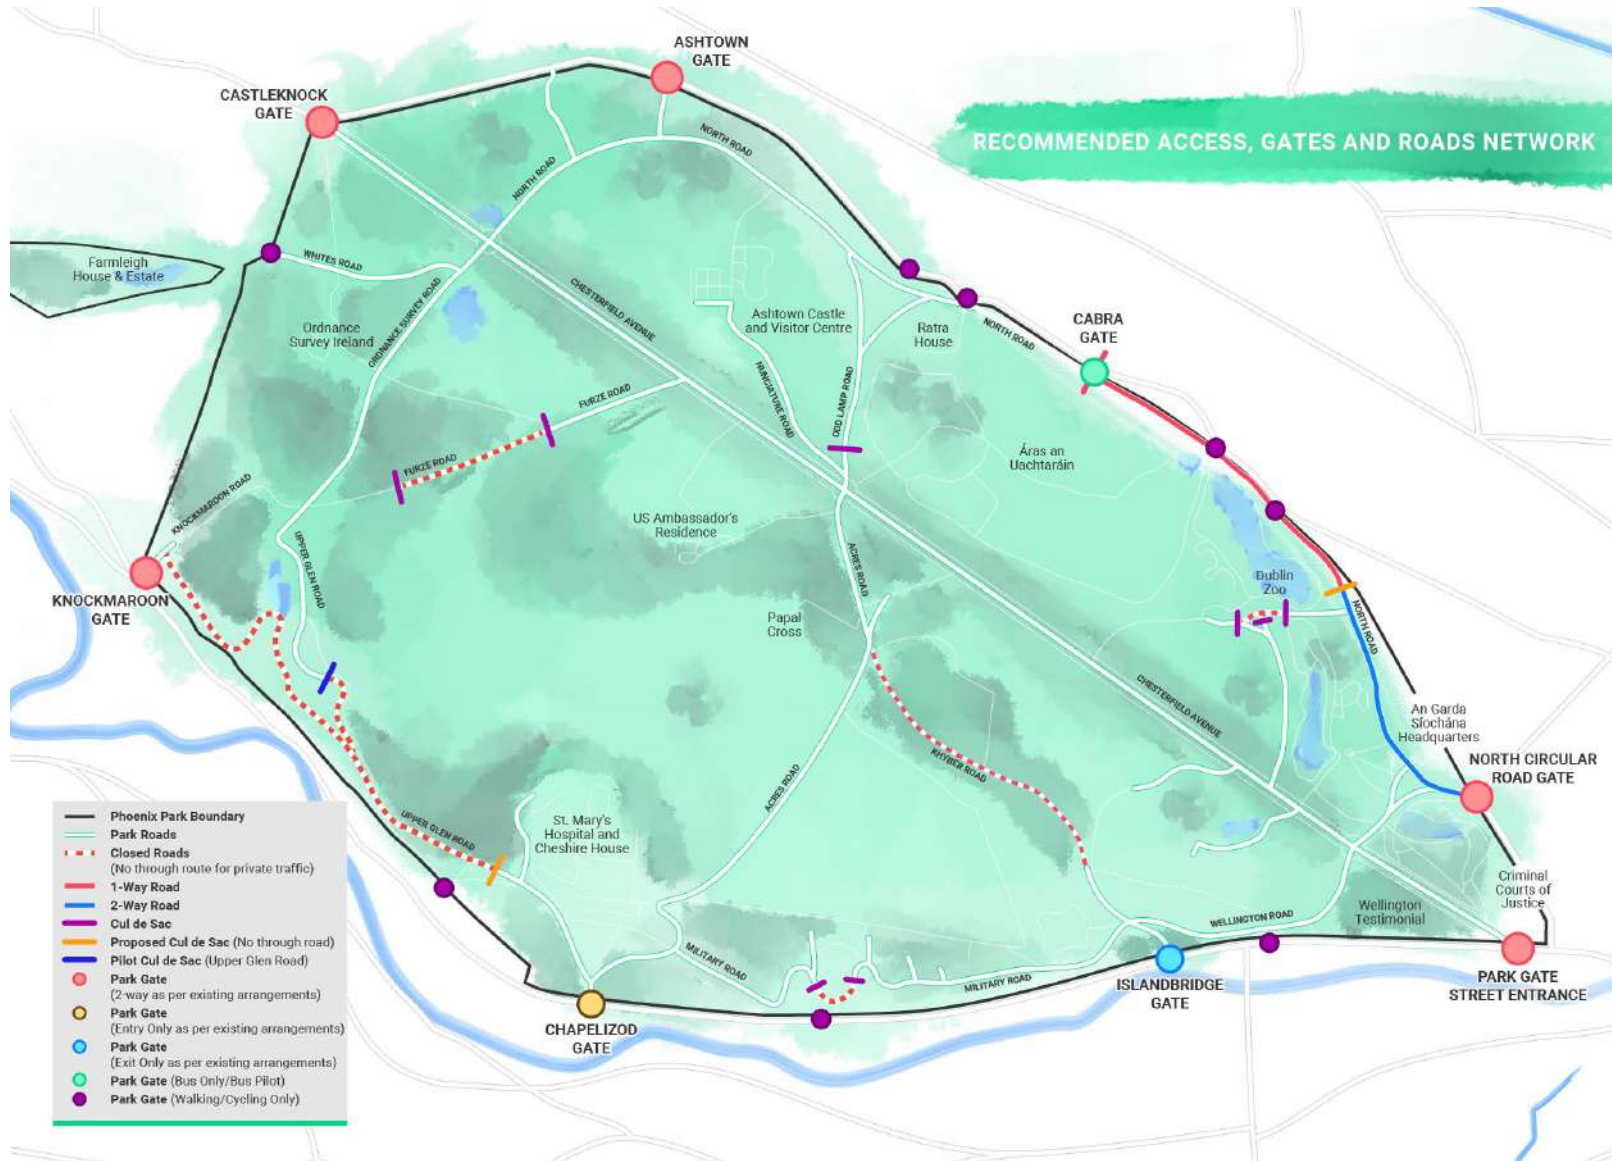 ASHTOWN
GATE
CASTLEKNOCK
GATE
RECOMMENDED ACCESS, GATES AND ROADS NETWORK
NORTH ROAD
NORTH ROAD
Farmleigh
House & Estate
WHITES ROAD
CHESTERFIELD AVENUE
ORDNANCE SURVEY ROAD
Ordnance
Survey Ireland
Ashtown Castle
and Visitor Centre
Ratra
House
NORTH ROAD
CABRA
GATE
NUNCIATURE ROAD
ODD LAMP ROAD
FURZE ROAD
FURZE ROAD
Áras an
Uachtaráin
KNOCKMAROON ROAD
US Ambassador's
Residence
UPPER GLEN ROAD
ACRES ROAD
Dublin
Zoo
KNOCKMAROON
GATE
Papal
Cross
NORTH ROAD
CHESTERFIELD AVENUE
An Garda
Síochána
Headquarters
KHYBER ROAD
ACRES ROAD
NORTH CIRCULAR
ROAD GATE
UPPER GLEN ROAD
St. Mary's
Hospital and
Cheshire House
Criminal
Courts of
Justice
Wellington
Testimonial
WELLINGTON ROAD
MILITARY ROAD
MILITARY ROAD
ISLANDBRIDGE
GATE
PARK GATE
STREET ENTRANCE
CHAPELIZOD
GATE
Phoenix Park Boundary
Park Roads
Closed Roads
(No through route for private traffic)
1-Way Road
2-Way Road
Cul de Sac
Proposed Cul de Sac (No through road)
Pilot Cul de Sac (Upper Glen Road)
Park Gate
(2-way as per existing arrangements)
Park Gate
(Entry Only as per existing arrangements)
Park Gate
(Exit Only as per existing arrangements)
Park Gate (Bus Only/Bus Pilot)
Park Gate (Walking/Cycling Only)